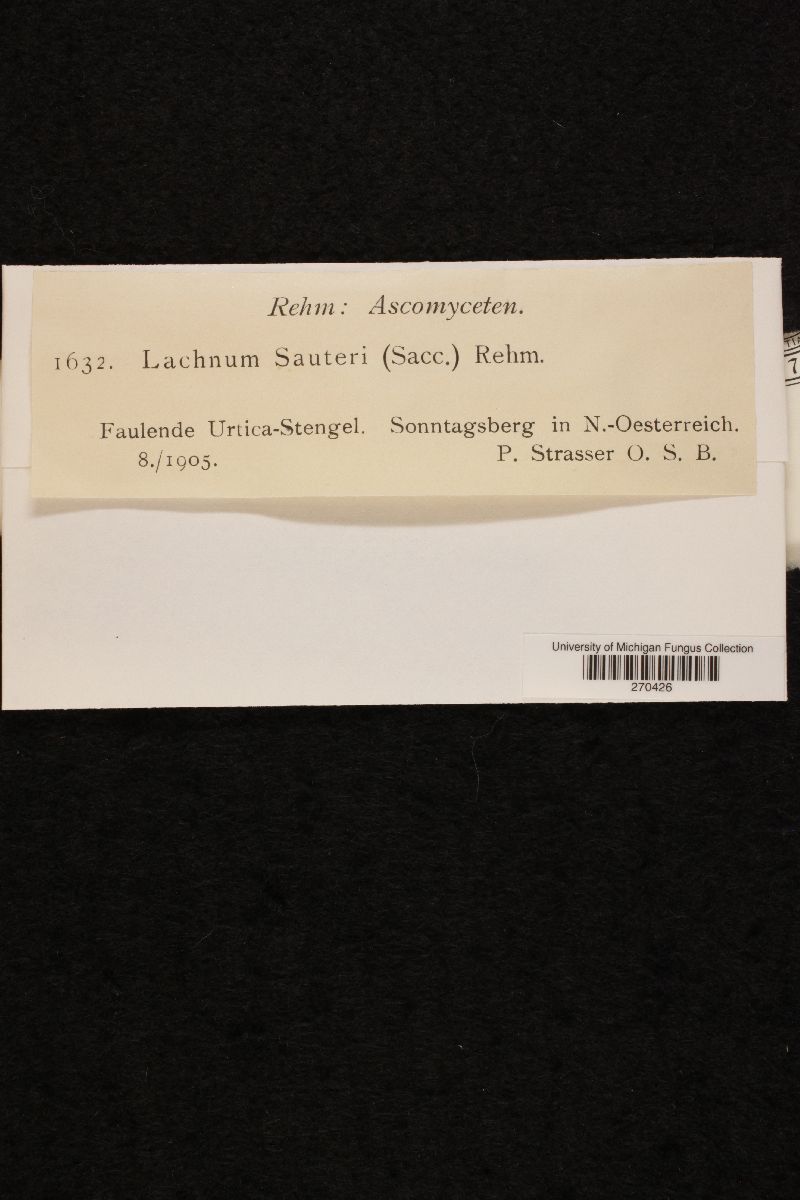 Rehm: Ascomyceten.
1632. Lachnum Sauteri (Sacc.) Rehm.
Faulende Urtica-Stengel. Sonntagsberg in N.-Oesterreich.
8./1905. P. Strasser O. S. B.
University of Michigan Fungus Collection
270426